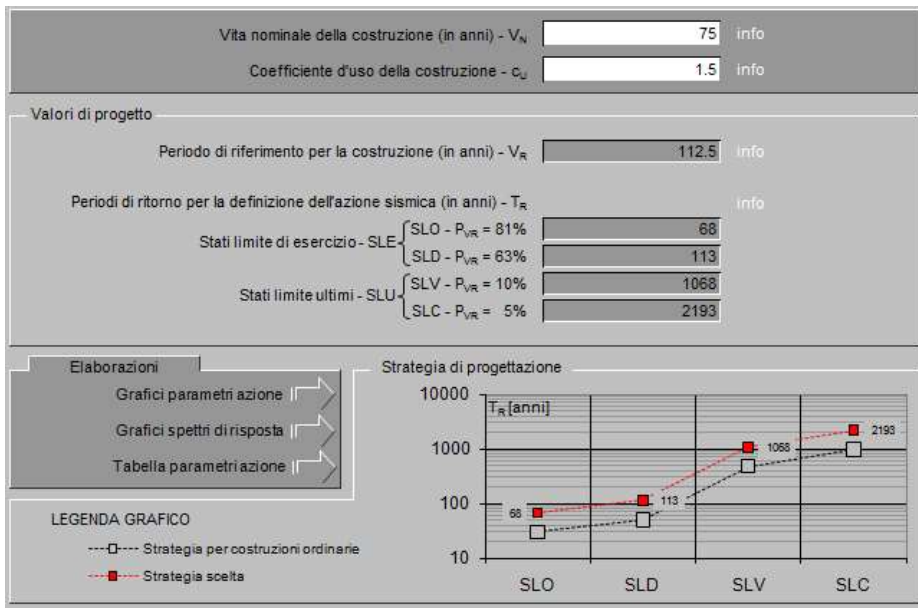 Vita nominale della costruzione (in anni) - VN 75 info
Coefficiente d'uso della costruzione - cU 1.5 info
Valori di progetto
Periodo di riferimento per la costruzione (in anni) - VR 112.5 info
Periodi di ritorno per la definizione dell'azione sismica (in anni) - TR info
Stati limite di esercizio - SLE
SLO - PVR = 81% 68
SLD - PVR = 63% 113
Stati limite ultimi - SLU
SLV - PVR = 10% 1068
SLC - PVR = 5% 2193
Elaborazioni
Grafici parametri azione
Grafici spettri di risposta
Tabella parametri azione
LEGENDA GRAFICO
Strategia per costruzioni ordinarie
Strategia scelta
Strategia di progettazione
TR [anni]
10000
1000
100
10
68
113
1068
2193
SLO SLD SLV SLC